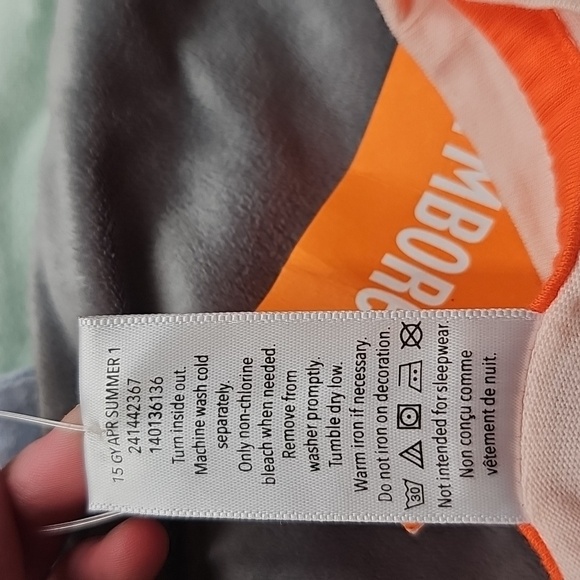 15 GY APR SUMMER 1
241442367
140136136
Turn inside out.
Machine wash cold
separately.
Only non-chlorine
bleach when needed.
Remove from
washer promptly.
Tumble dry low.
Warm iron if necessary.
Do not iron on decoration.
30
Not intended for sleepwear.
Non conçu comme
vêtement de nuit.
YMBORE